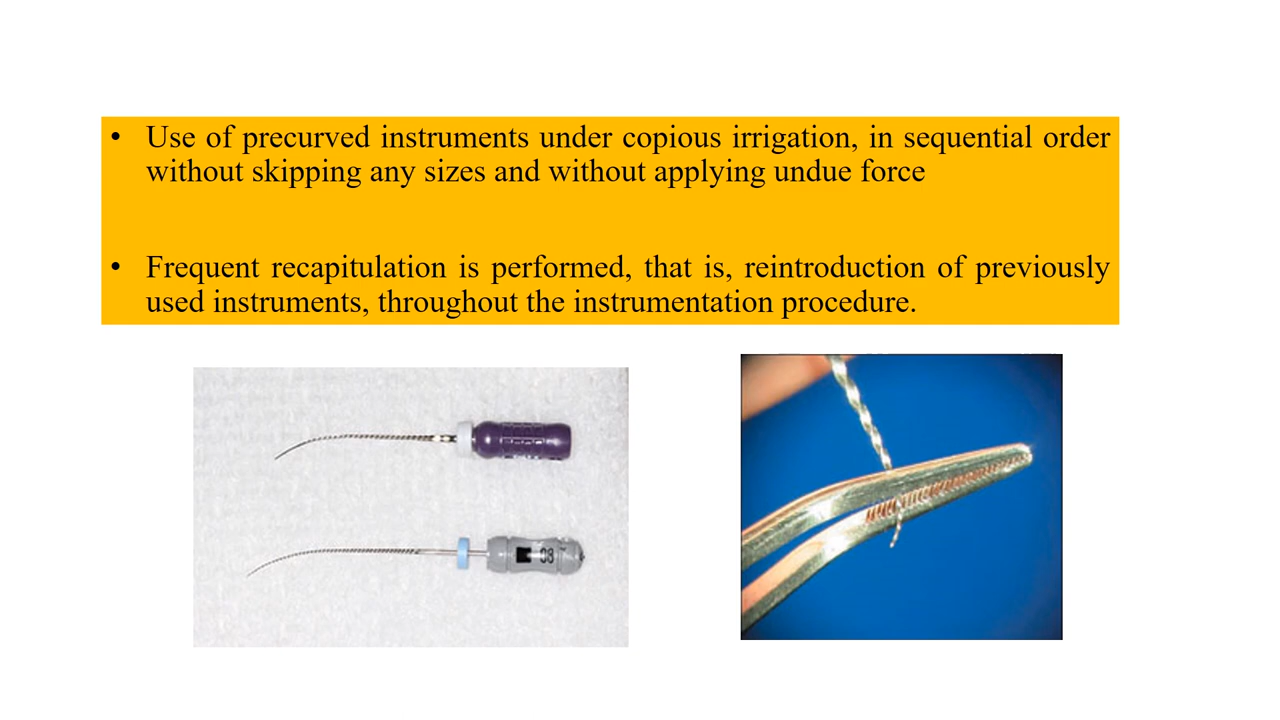 • Use of precurved instruments under copious irrigation, in sequential order
without skipping any sizes and without applying undue force
• Frequent recapitulation is performed, that is, reintroduction of previously
used instruments, throughout the instrumentation procedure.
08